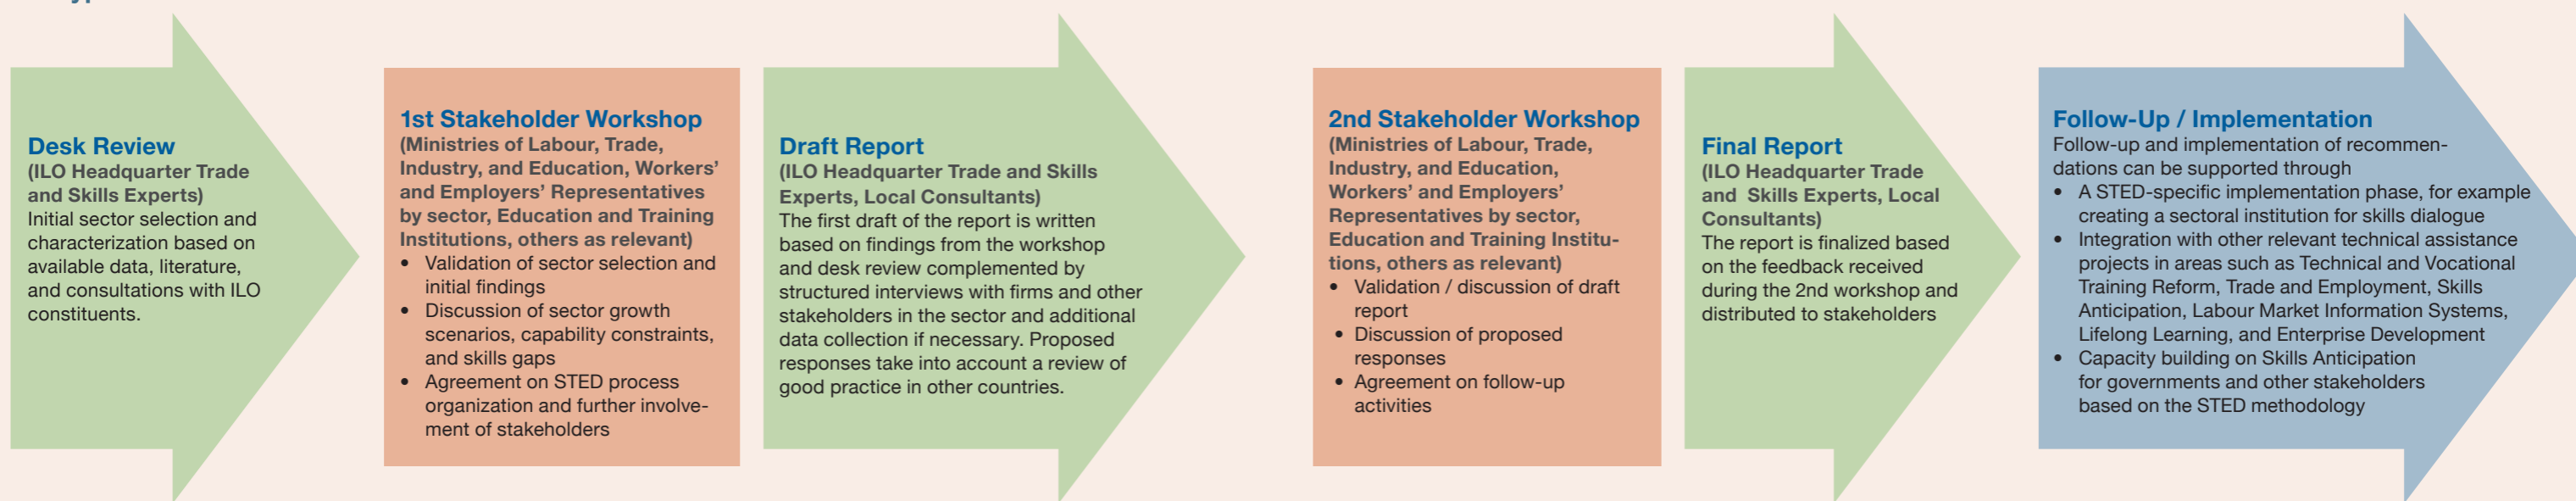 Desk Review
(ILO Headquarter Trade
and Skills Experts)
Initial sector selection and
characterization based on
available data, literature,
and consultations with ILO
constituents.
1st Stakeholder Workshop
(Ministries of Labour, Trade,
Industry, and Education, Workers’
and Employers’ Representatives
by sector, Education and Training
Institutions, others as relevant)
• Validation of sector selection and
initial findings
• Discussion of sector growth
scenarios, capability constraints,
and skills gaps
• Agreement on STED process
organization and further involve-
ment of stakeholders
Draft Report
(ILO Headquarter Trade and Skills
Experts, Local Consultants)
The first draft of the report is written
based on findings from the workshop
and desk review complemented by
structured interviews with firms and other
stakeholders in the sector and additional
data collection if necessary. Proposed
responses take into account a review of
good practice in other countries.
2nd Stakeholder Workshop
(Ministries of Labour, Trade,
Industry, and Education,
Workers’ and Employers’
Representatives by sector,
Education and Training Institu-
tions, others as relevant)
• Validation / discussion of draft
report
• Discussion of proposed
responses
• Agreement on follow-up
activities
Final Report
(ILO Headquarter Trade
and Skills Experts, Local
Consultants)
The report is finalized based
on the feedback received
during the 2nd workshop and
distributed to stakeholders
Follow-Up / Implementation
Follow-up and implementation of recommen-
dations can be supported through
• A STED-specific implementation phase, for example
creating a sectoral institution for skills dialogue
• Integration with other relevant technical assistance
projects in areas such as Technical and Vocational
Training Reform, Trade and Employment, Skills
Anticipation, Labour Market Information Systems,
Lifelong Learning, and Enterprise Development
• Capacity building on Skills Anticipation
for governments and other stakeholders
based on the STED methodology